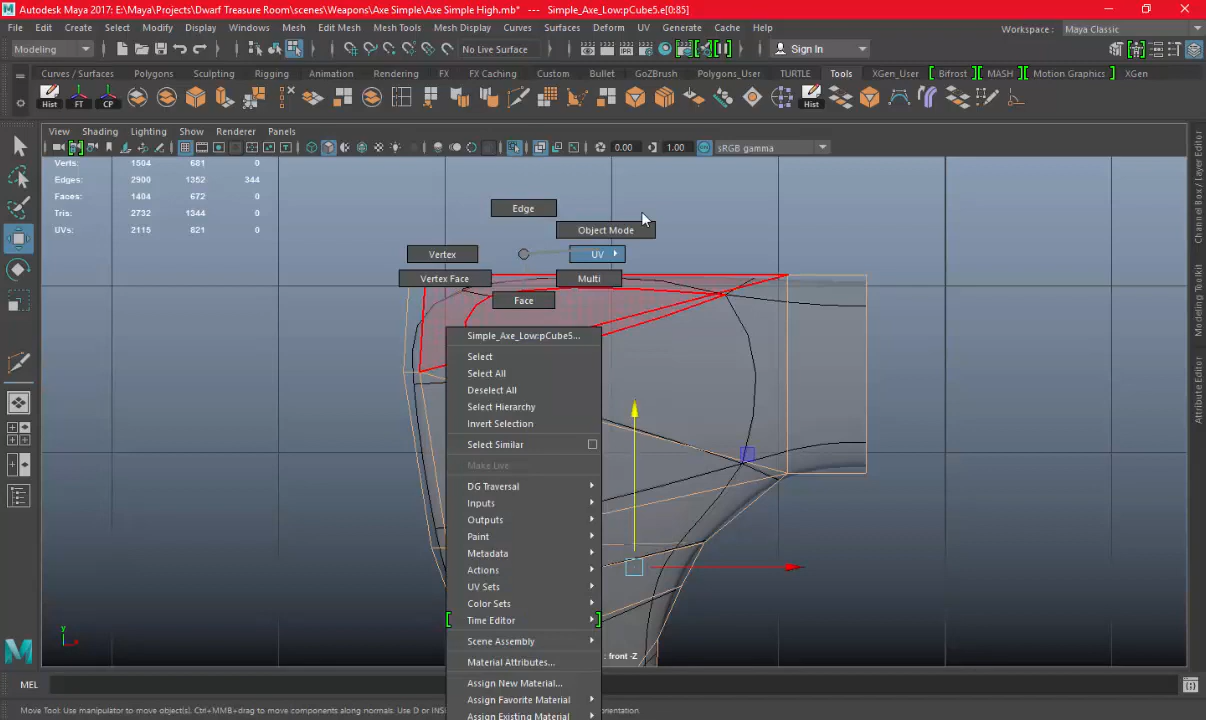 Autodesk Maya 2017: E:\Maya\Projects\Dwarf Treasure Room\scenes\Weapons\Axe Simple\Axe Simple High.mb* --- Simple_Axe_Low:pCube5.e[0:85]
File Edit Create Select Modify Display Windows Mesh Edit Mesh Mesh Tools Mesh Display Curves Surfaces Deform UV Generate Cache Help Workspace : Maya Classic
Modeling No Live Surface Sign In
Curves / Surfaces Polygons Sculpting Rigging Animation Rendering FX FX Caching Custom Bullet GoZBrush Polygons_User TURTLE Tools XGen_User Bifrost MASH Motion Graphics XGen
Hist FT CP Hist
View Shading Lighting Show Renderer Panels
0.00 1.00 sRGB gamma
Verts: 1504 681 0
Edges: 2900 1352 344
Faces: 1404 672 0
Tris: 2732 1344 0
UVs: 2115 821 0
Edge
Object Mode
Vertex UV
Vertex Face Multi
Face
Simple_Axe_Low:pCube5...
Select
Select All
Deselect All
Select Hierarchy
Invert Selection
Select Similar
Make Live
DG Traversal
Inputs
Outputs
Paint
Metadata
Actions
UV Sets
Color Sets
Time Editor
Scene Assembly
Material Attributes...
Assign New Material...
Assign Favorite Material
Assign Existing Material
: front -Z
y
x
Channel Box / Layer Editor
Modeling Toolkit
Attribute Editor
MEL
Move Tool: Use manipulator to move object(s). Ctrl+MMB+drag to move components along normals. Use D or INS